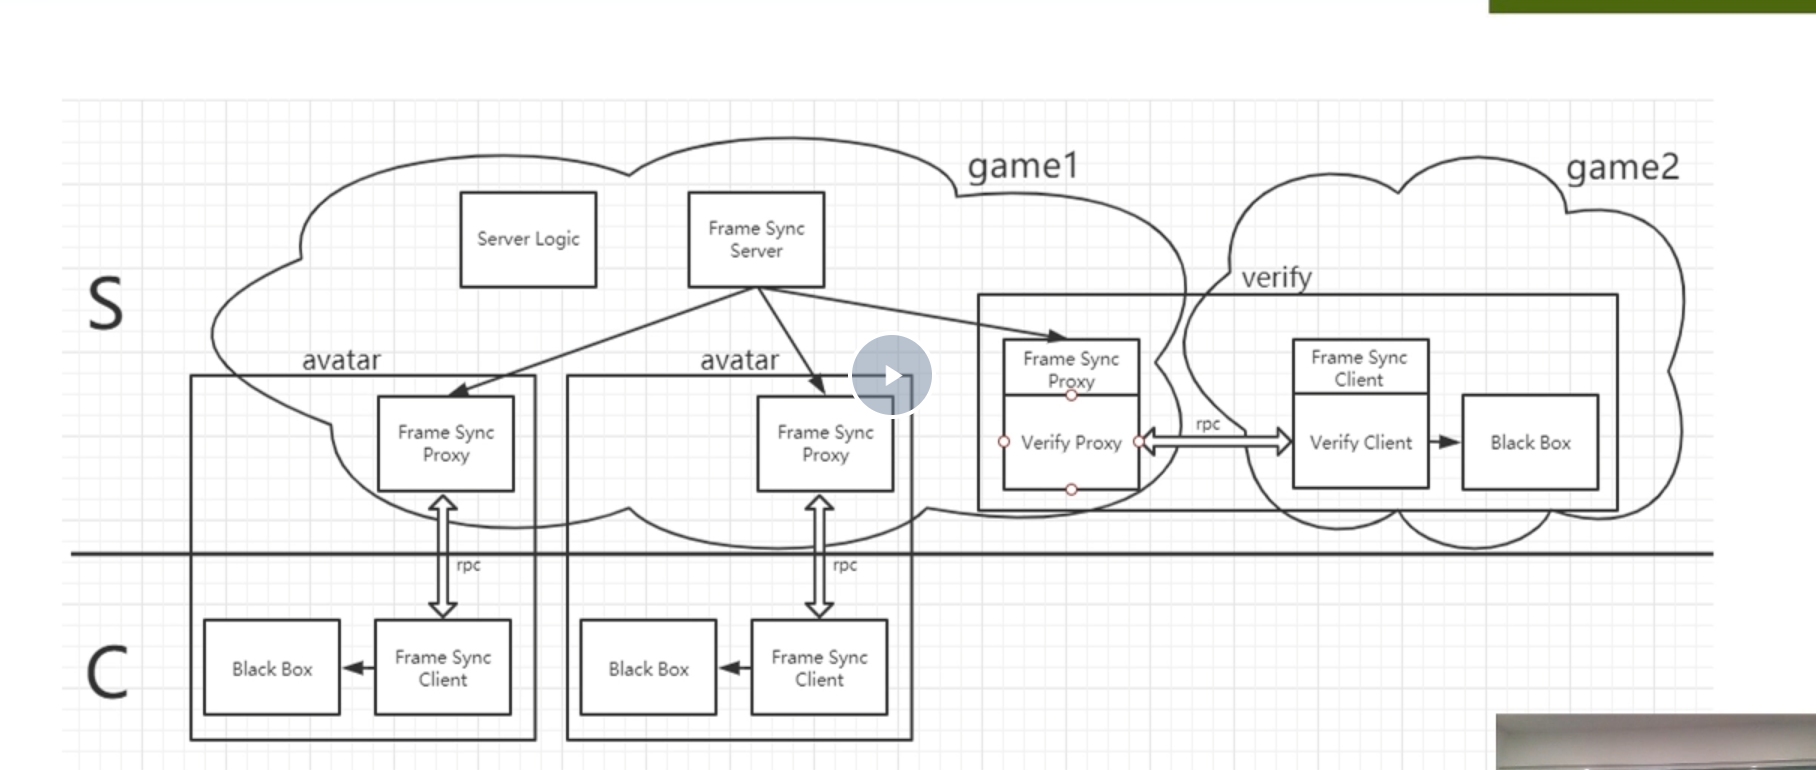 game1
game2
Server Logic
Frame Sync
Server
S
verify
avatar
avatar
Frame Sync
Proxy
Frame Sync
Client
Frame Sync
Proxy
Frame Sync
Proxy
Verify Proxy
rpc
Verify Client
Black Box
rpc
rpc
C
Black Box
Frame Sync
Client
Black Box
Frame Sync
Client